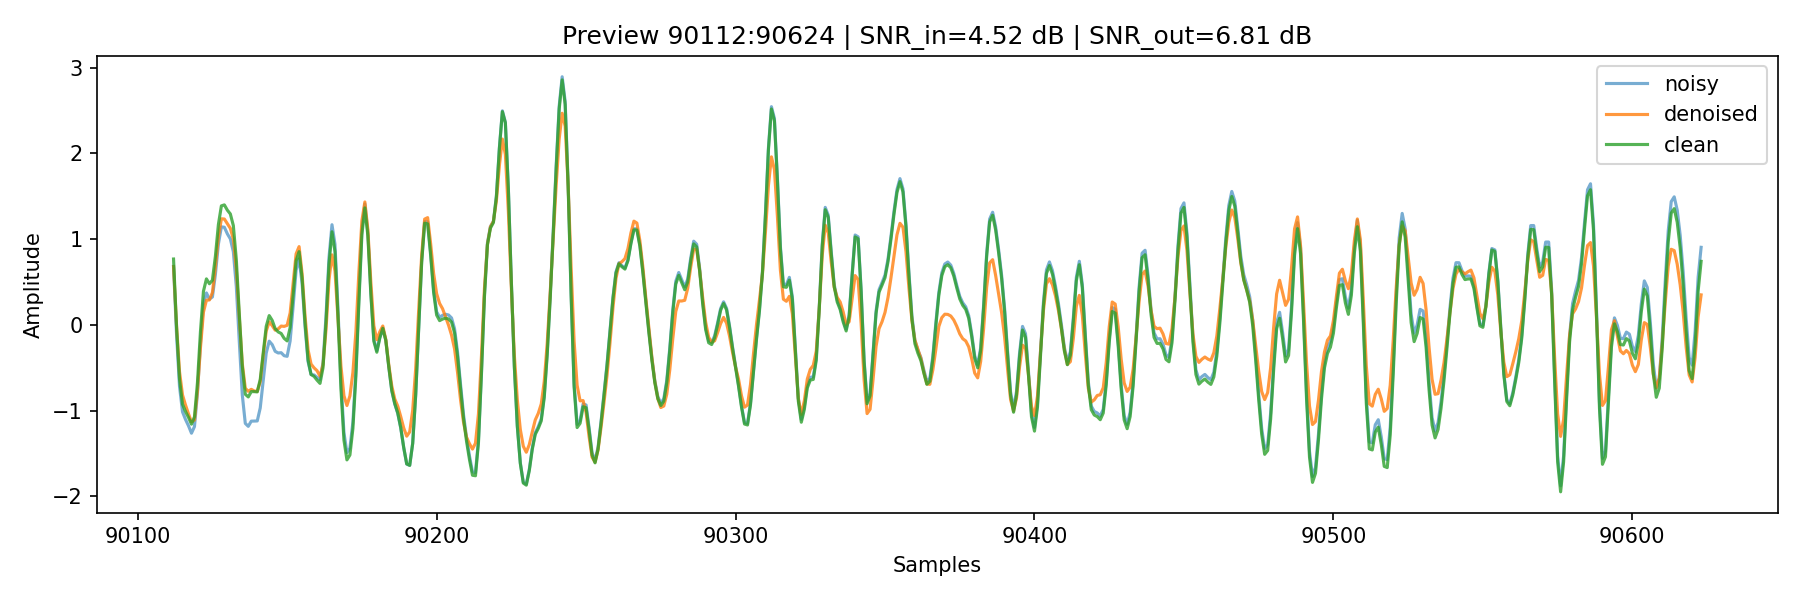 Preview 90112:90624 | SNR_in=4.52 dB | SNR_out=6.81 dB
noisy
denoised
clean
Amplitude
3
2
1
0
−1
−2
90100 90200 90300 90400 90500 90600
Samples